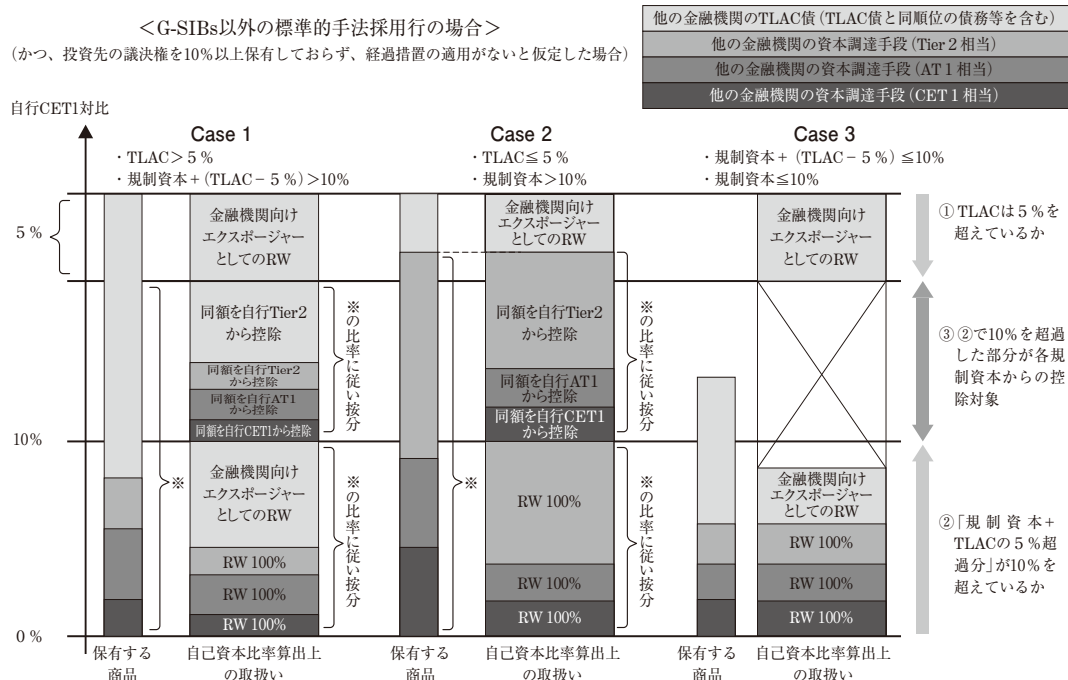 <G-SIBs以外の標準的手法採用行の場合>
(かつ、投資先の議決権を10%以上保有しておらず、経過措置の適用がないと仮定した場合)
他の金融機関のTLAC債(TLAC債と同順位の債務等を含む)
他の金融機関の資本調達手段(Tier 2 相当)
他の金融機関の資本調達手段(AT 1 相当)
他の金融機関の資本調達手段(CET 1 相当)
自行CET1対比
Case 1
・TLAC>5 %
・規制資本+(TLAC-5 %)>10%
Case 2
・TLAC≦5 %
・規制資本>10%
Case 3
・規制資本+(TLAC-5 %)≦10%
・規制資本≦10%
5 %
10%
0 %
金融機関向け
エクスポージャー
としてのRW
同額を自行Tier2
から控除
同額を自行Tier2
から控除
同額を自行AT1
から控除
同額を自行CET1から控除
※の比率に従い按分
※
金融機関向け
エクスポージャー
としてのRW
RW 100%
RW 100%
RW 100%
※の比率に従い按分
金融機関向け
エクスポージャー
としてのRW
同額を自行Tier2
から控除
同額を自行AT1
から控除
同額を自行CET1
から控除
※の比率に従い按分
※
RW 100%
RW 100%
RW 100%
※の比率に従い按分
金融機関向け
エクスポージャー
としてのRW
金融機関向け
エクスポージャー
としてのRW
RW 100%
RW 100%
RW 100%
① TLACは5 %を
超えているか
③ ②で10%を超過
した部分が各規
制資本からの控
除対象
②「規制資本+
TLACの5 %超
過分」が10%を
超えているか
保有する
商品
自己資本比率算出上
の取扱い
保有する
商品
自己資本比率算出上
の取扱い
保有する
商品
自己資本比率算出上
の取扱い